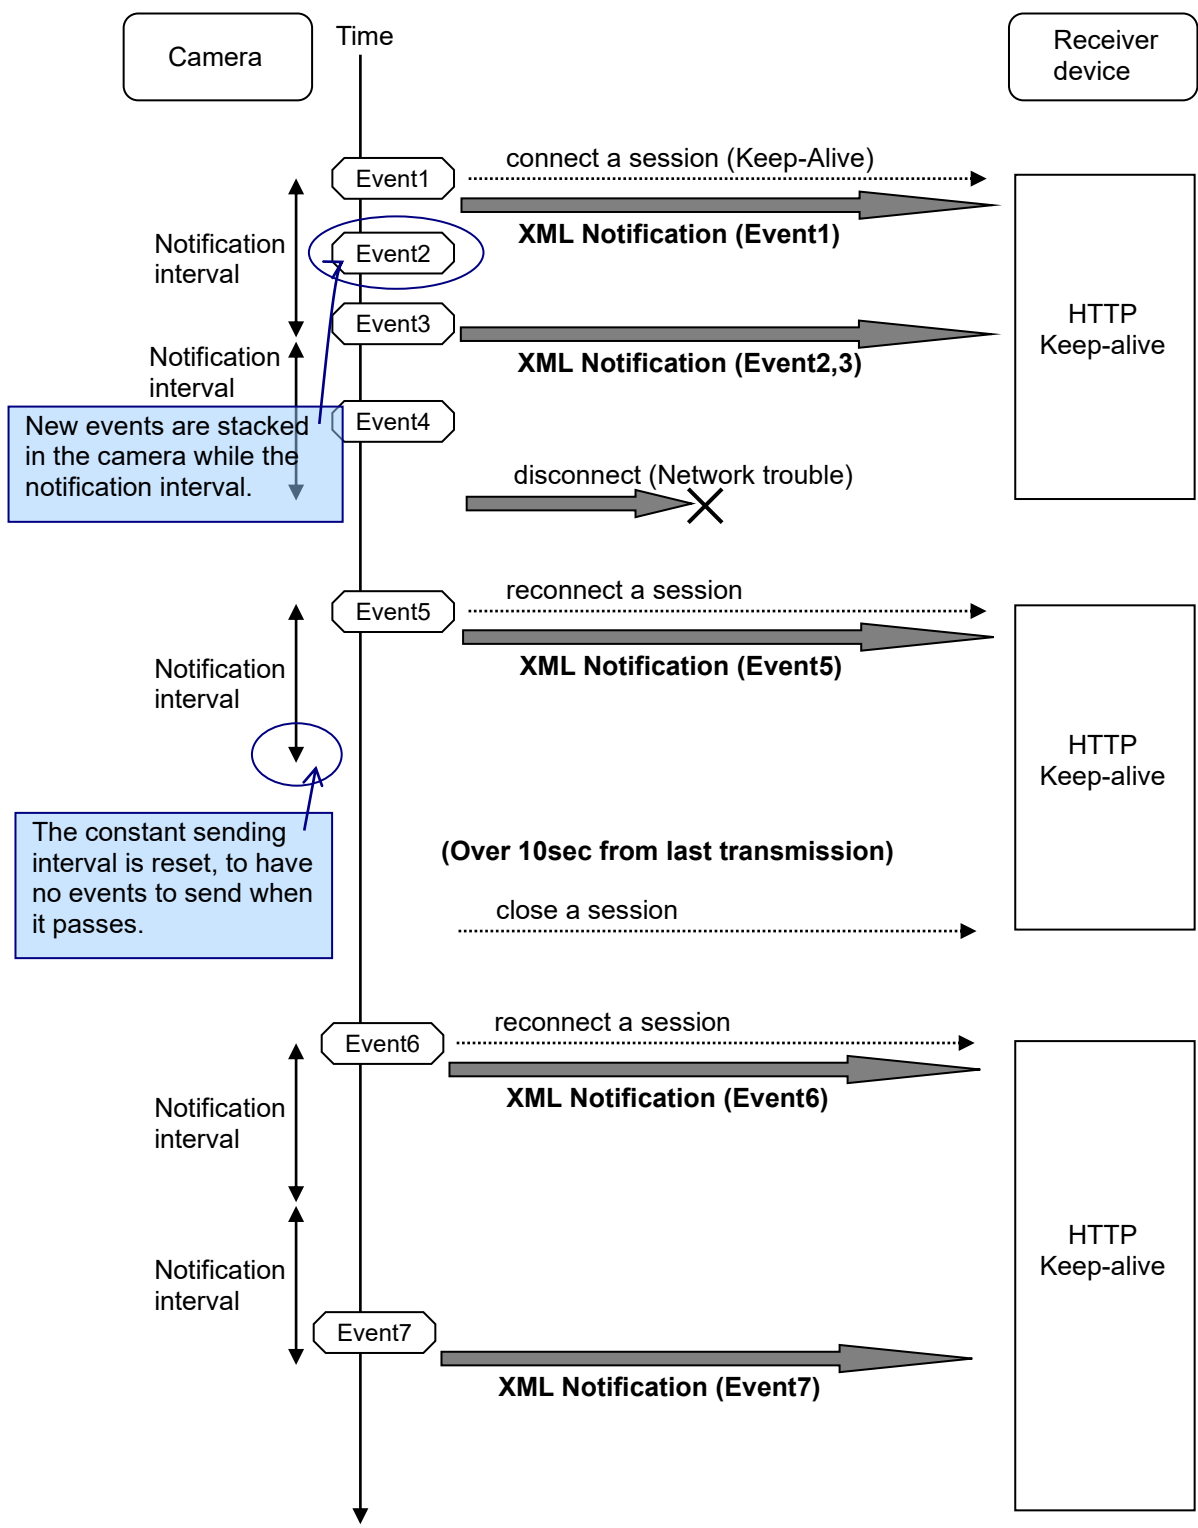 Camera
Time
Receiver
device
connect a session (Keep-Alive)
Event1
XML Notification (Event1)
Notification
interval
Event2
Event3
HTTP
Keep-alive
XML Notification (Event2,3)
Notification
interval
Event4
New events are stacked
in the camera while the
notification interval.
disconnect (Network trouble)
reconnect a session
Event5
XML Notification (Event5)
Notification
interval
HTTP
Keep-alive
The constant sending
interval is reset, to have
no events to send when
it passes.
(Over 10sec from last transmission)
close a session
reconnect a session
Event6
XML Notification (Event6)
Notification
interval
HTTP
Keep-alive
Notification
interval
Event7
XML Notification (Event7)